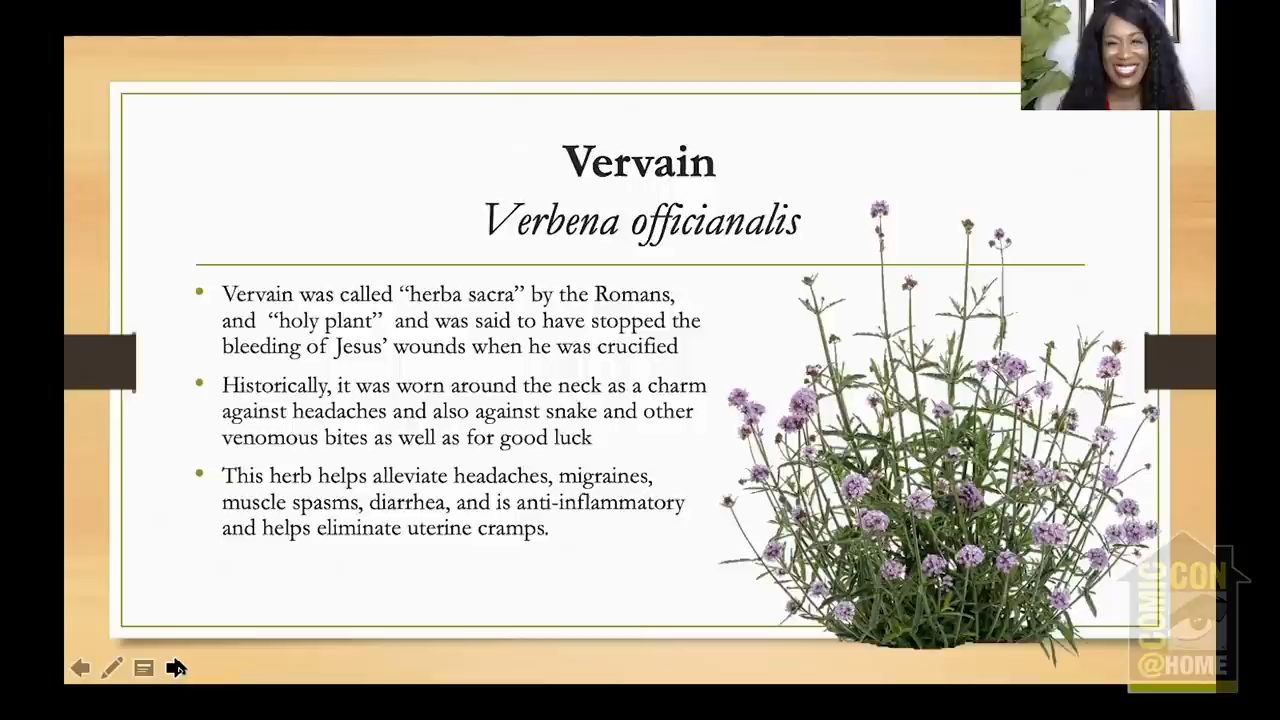 Vervain
Verbena officianalis
Vervain was called “herba sacra” by the Romans,
and “holy plant” and was said to have stopped the
bleeding of Jesus’ wounds when he was crucified
Historically, it was worn around the neck as a charm
against headaches and also against snake and other
venomous bites as well as for good luck
This herb helps alleviate headaches, migraines,
muscle spasms, diarrhea, and is anti-inflammatory
and helps eliminate uterine cramps.
COMIC
CON
@HOME